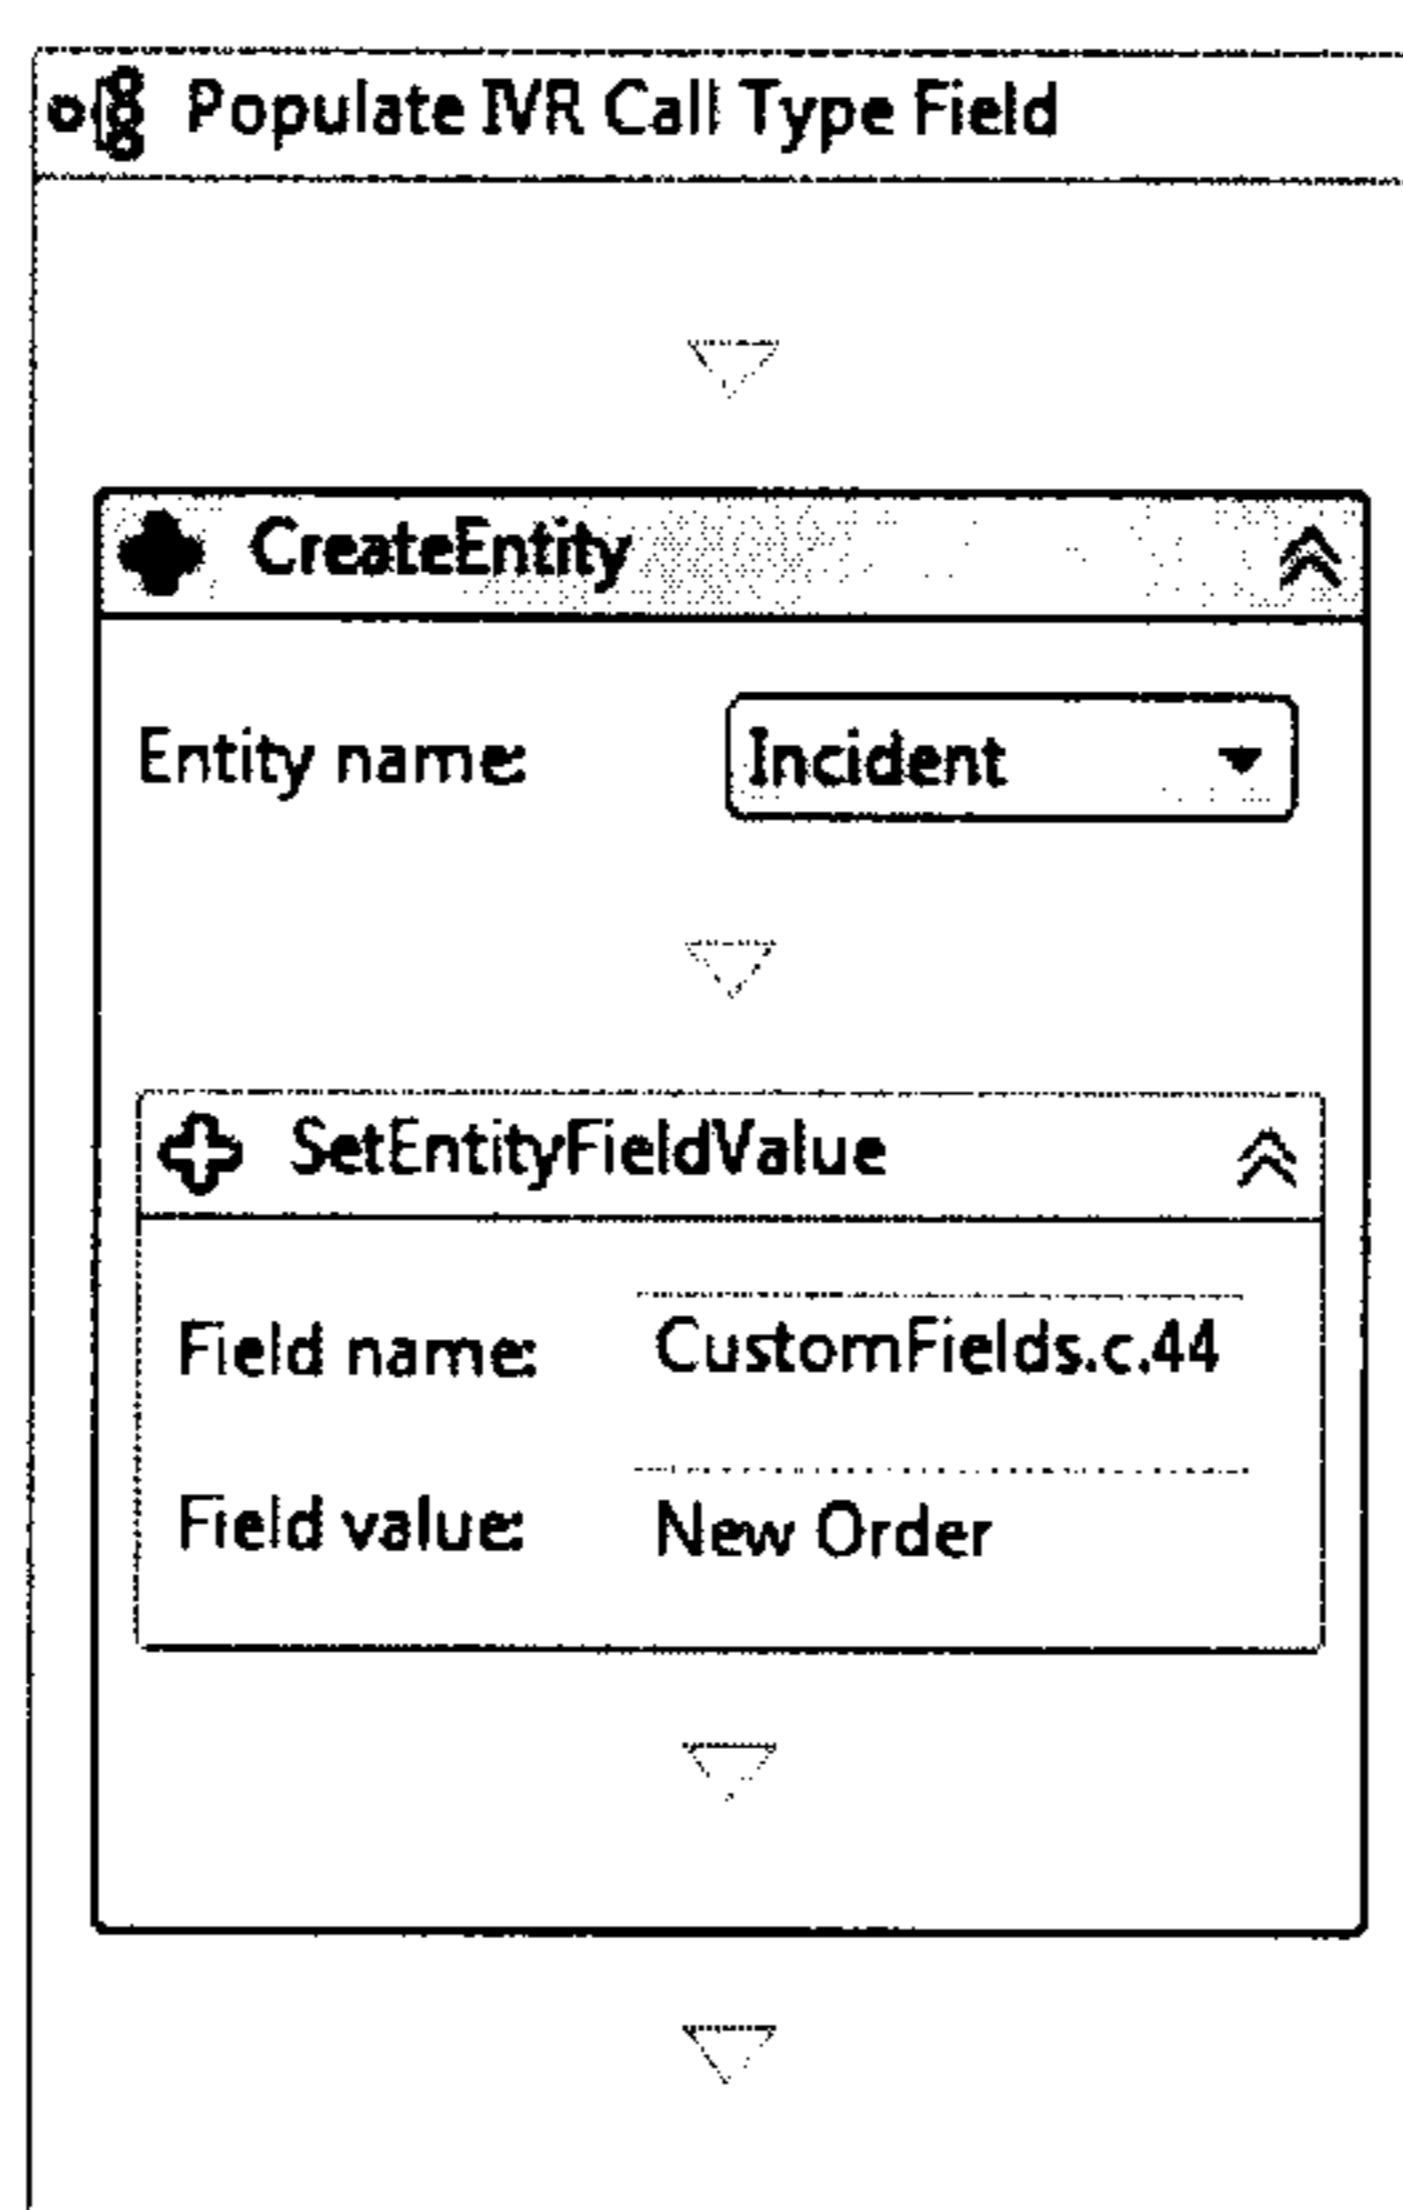 Populate IVR Call Type Field
CreateEntity
Entity name: Incident
SetEntityFieldValue
Field name: CustomFields.c.44
Field value: New Order